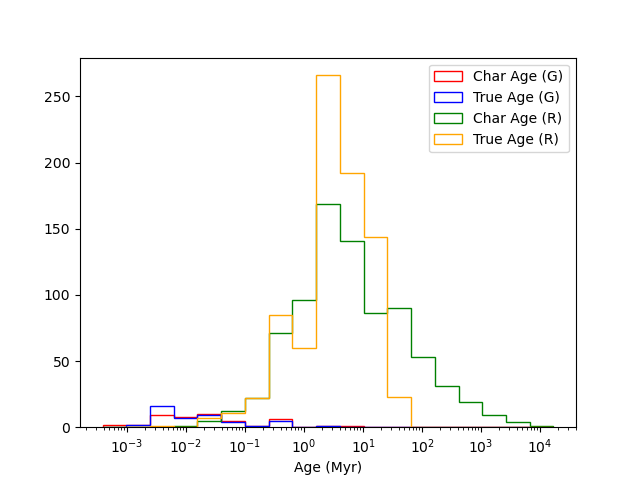 Char Age (G)
True Age (G)
Char Age (R)
True Age (R)
250
200
150
100
50
0
10⁻³ 10⁻² 10⁻¹ 10⁰ 10¹ 10² 10³ 10⁴
Age (Myr)